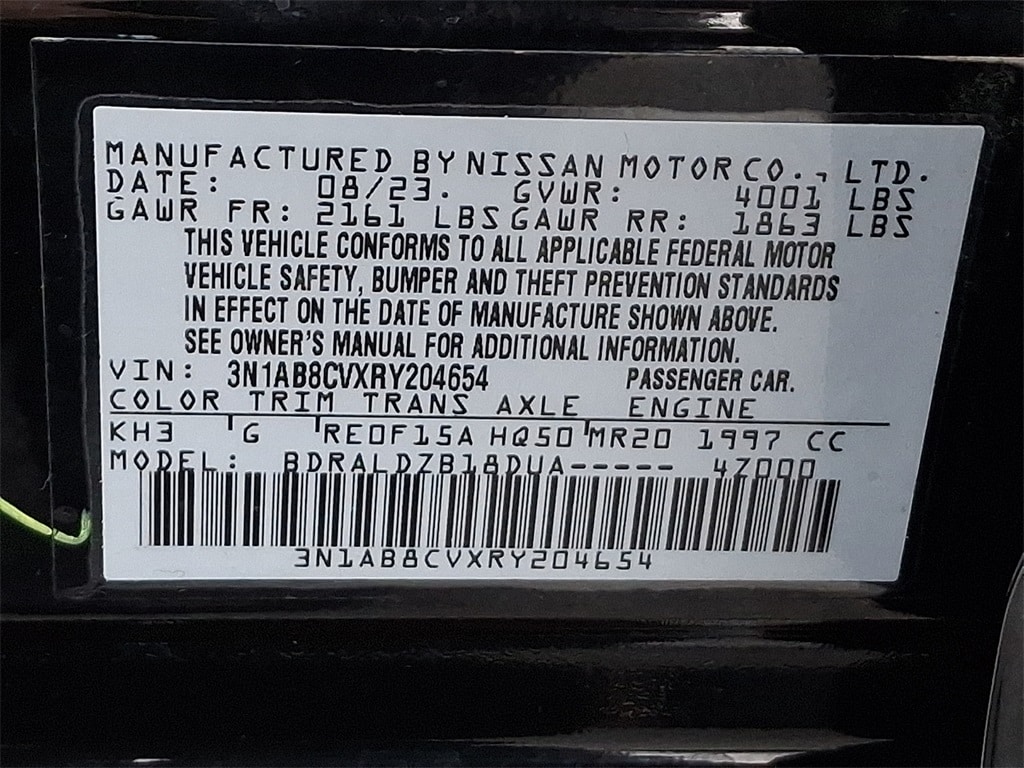 MANUFACTURED BY NISSAN MOTOR CO., LTD.
DATE: 08/23. GVWR: 4001 LBS
GAWR FR: 2161 LBS GAWR RR: 1863 LBS
THIS VEHICLE CONFORMS TO ALL APPLICABLE FEDERAL MOTOR
VEHICLE SAFETY, BUMPER AND THEFT PREVENTION STANDARDS
IN EFFECT ON THE DATE OF MANUFACTURE SHOWN ABOVE.
SEE OWNER'S MANUAL FOR ADDITIONAL INFORMATION.
VIN: 3N1AB8CVXRY204654 PASSENGER CAR.
COLOR TRIM TRANS AXLE ENGINE
KH3 G RE0F15A HQ50 MR20 1997 CC
MODEL: BDRALDZB18DUA----- 4Z000
3N1AB8CVXRY204654